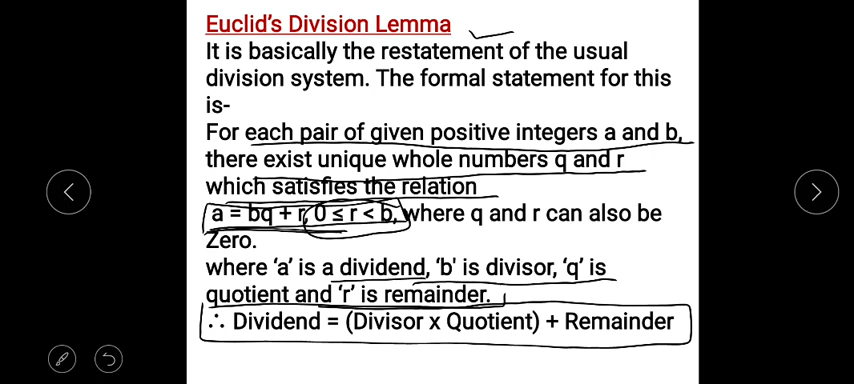 Euclid's Division Lemma
It is basically the restatement of the usual
division system. The formal statement for this
is-
For each pair of given positive integers a and b,
there exist unique whole numbers q and r
which satisfies the relation
a = bq + r, 0 ≤ r < b, where q and r can also be
Zero.
where 'a' is a dividend, 'b' is divisor, 'q' is
quotient and 'r' is remainder.
∴ Dividend = (Divisor x Quotient) + Remainder